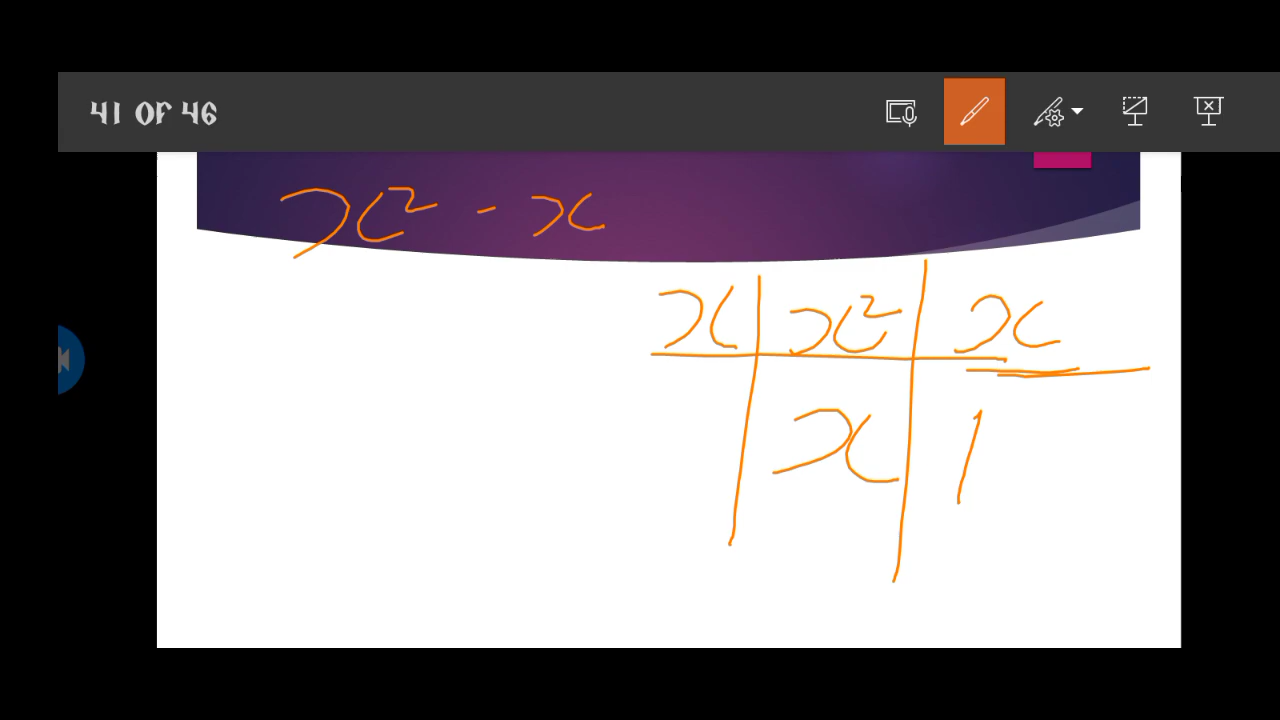 41 OF 46
x² - x
x | x² | x
x | 1